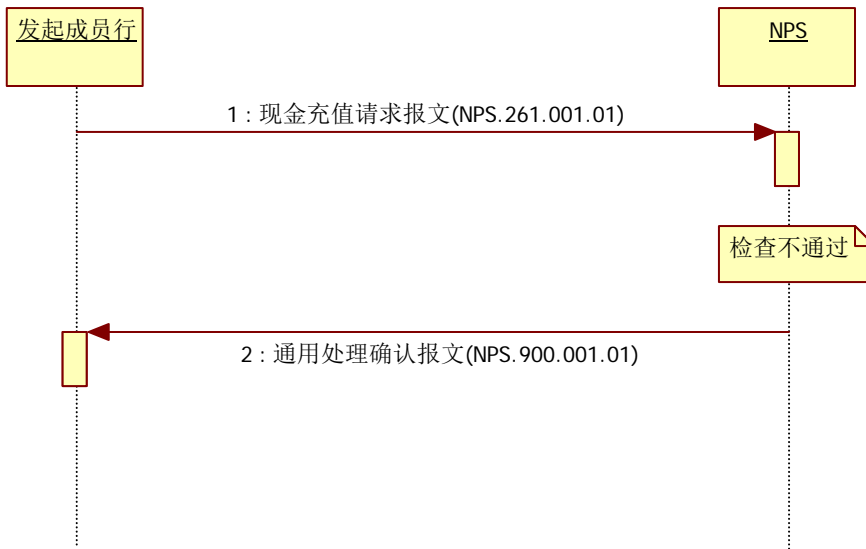 发起成员行
NPS
1 : 现金充值请求报文(NPS.261.001.01)
检查不通过
2 : 通用处理确认报文(NPS.900.001.01)